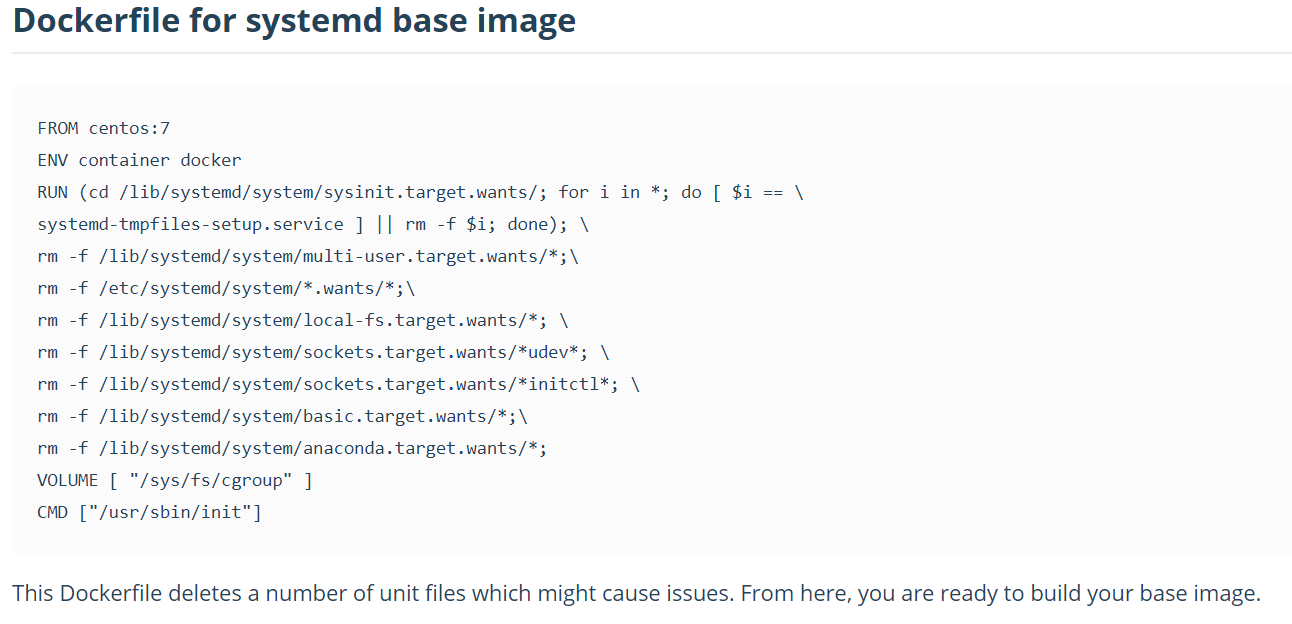 Dockerfile for systemd base image
FROM centos:7
ENV container docker
RUN (cd /lib/systemd/system/sysinit.target.wants/; for i in *; do [ $i == \
systemd-tmpfiles-setup.service ] || rm -f $i; done); \
rm -f /lib/systemd/system/multi-user.target.wants/*;\
rm -f /etc/systemd/system/*.wants/*;\
rm -f /lib/systemd/system/local-fs.target.wants/*; \
rm -f /lib/systemd/system/sockets.target.wants/*udev*; \
rm -f /lib/systemd/system/sockets.target.wants/*initctl*; \
rm -f /lib/systemd/system/basic.target.wants/*;\
rm -f /lib/systemd/system/anaconda.target.wants/*;
VOLUME [ "/sys/fs/cgroup" ]
CMD ["/usr/sbin/init"]
This Dockerfile deletes a number of unit files which might cause issues. From here, you are ready to build your base image.